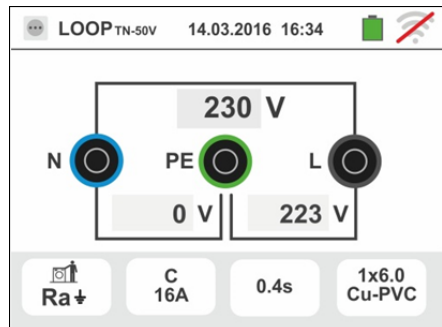 LOOP TN-50V 14.03.2016 16:34
230 V
N PE L
0 V 223 V
Ra C 0.4s 1x6.0
16A Cu-PVC